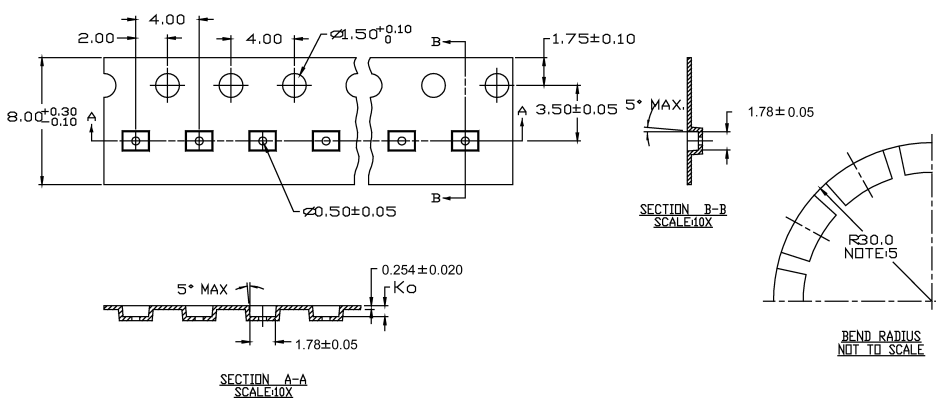 4.00
2.00
4.00
Ø1.50 +0.10 0
B
1.75±0.10
8.00 +0.30 -0.10
A
A
3.50±0.05
5° MAX.
1.78±0.05
B
Ø0.50±0.05
SECTION B-B
SCALE:10X
R30.0
NOTE:5
0.254±0.020
5° MAX
Ko
1.78±0.05
BEND RADIUS
NOT TO SCALE
SECTION A-A
SCALE:10X